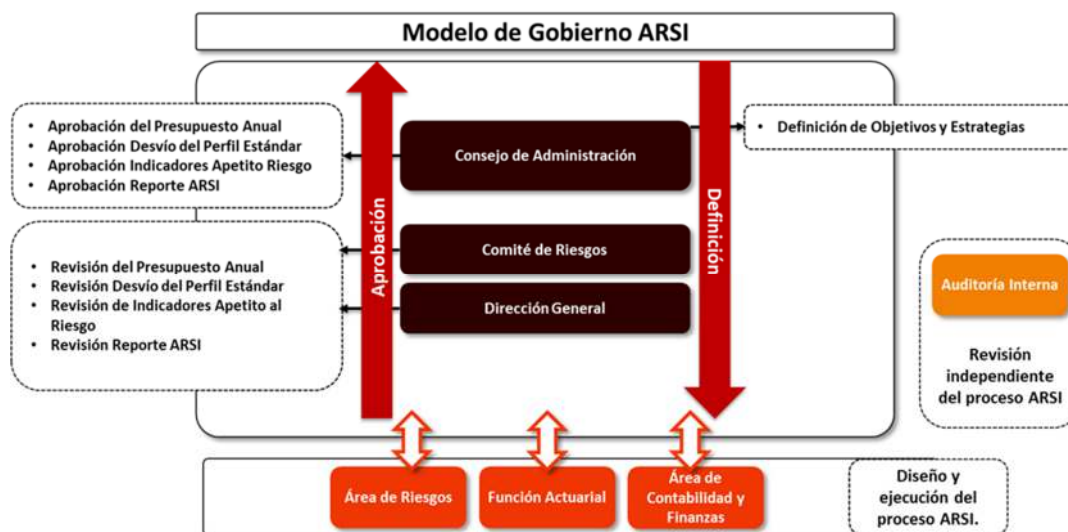 Modelo de Gobierno ARSI
• Aprobación del Presupuesto Anual
• Aprobación Desvío del Perfil Estándar
• Aprobación Indicadores Apetito Riesgo
• Aprobación Reporte ARSI
Aprobación
Consejo de Administración
Definición
• Definición de Objetivos y Estrategias
• Revisión del Presupuesto Anual
• Revisión Desvío del Perfil Estándar
• Revisión de Indicadores Apetito al
Riesgo
• Revisión Reporte ARSI
Comité de Riesgos
Dirección General
Auditoría Interna
Revisión
independiente
del proceso ARSI
Área de Riesgos
Función Actuarial
Área de
Contabilidad y
Finanzas
Diseño y
ejecución del
proceso ARSI.